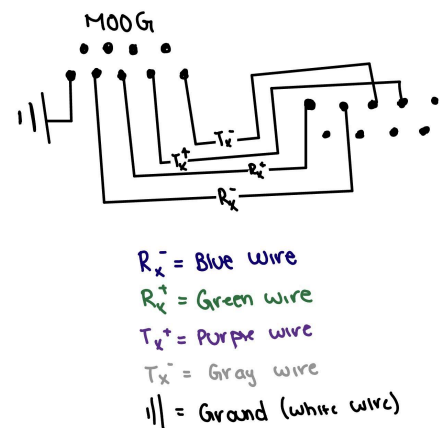 MOOG
Tx-
Tx+
Rx+
Rx-
Rx- = Blue wire
Rx+ = Green wire
Tx+ = Purple wire
Tx- = Gray wire
= Ground (white wire)